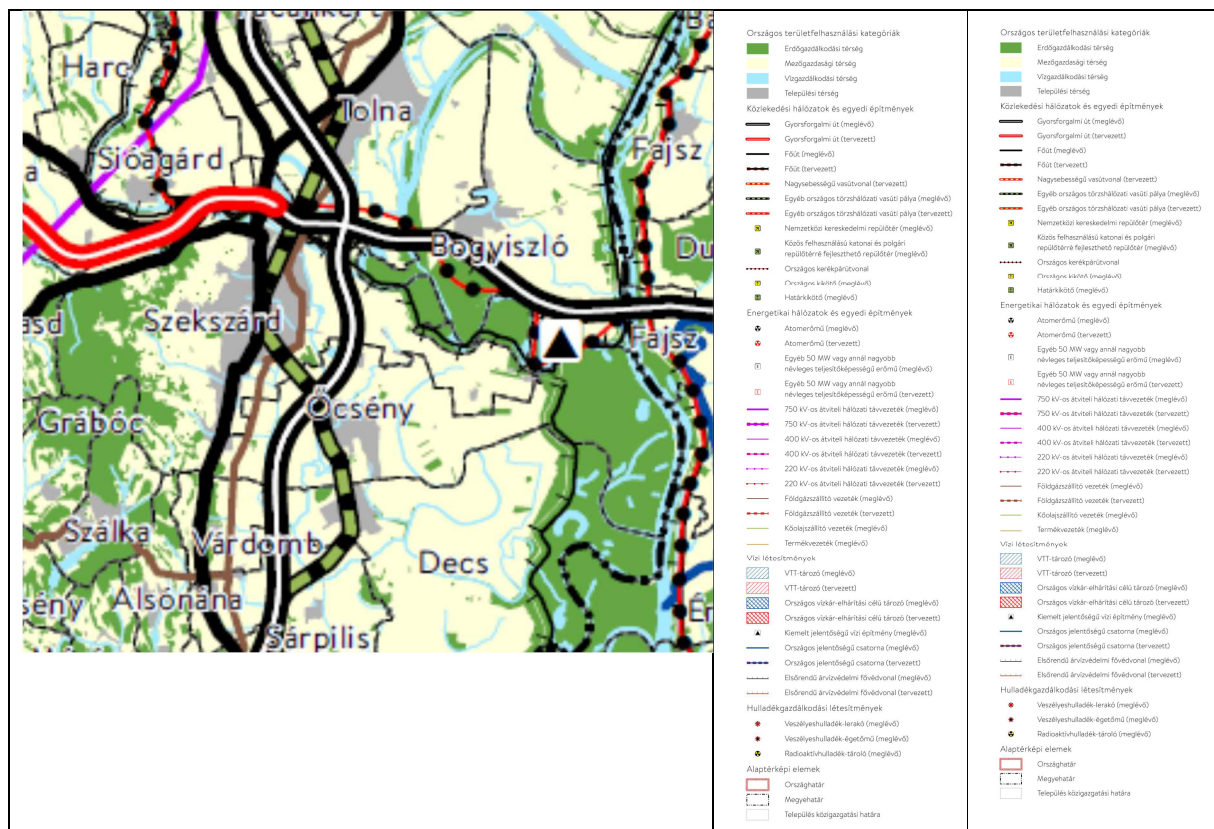 Harc
Tolna
Sióagárd
Fajsz
Bogyiszló
Du
asd
Szekszárd
Fajsz
Őcsény
Grábóc
Szálka
Várdomb
Decs
sény
Alsónána
Sárpilis
Országos területfelhasználási kategóriák
Erdőgazdálkodási térség
Mezőgazdasági térség
Vízgazdálkodási térség
Települési térség
Közlekedési hálózatok és egyedi építmények
Gyorsforgalmi út (meglévő)
Gyorsforgalmi út (tervezett)
Főút (meglévő)
Főút (tervezett)
Nagysebességű vasútvonal (tervezett)
Egyéb országos törzshálózati vasúti pálya (meglévő)
Egyéb országos törzshálózati vasúti pálya (tervezett)
Nemzetközi kereskedelmi repülőtér (meglévő)
Közös felhasználású katonai és polgári
repülőtérré fejleszthető repülőtér (meglévő)
Országos kerékpárútvonal
Országos kikötő (meglévő)
Határkikötő (meglévő)
Energetikai hálózatok és egyedi építmények
Atomerőmű (meglévő)
Atomerőmű (tervezett)
Egyéb 50 MW vagy annál nagyobb
névleges teljesítőképességű erőmű (meglévő)
Egyéb 50 MW vagy annál nagyobb
névleges teljesítőképességű erőmű (tervezett)
750 kV-os átviteli hálózati távvezeték (meglévő)
750 kV-os átviteli hálózati távvezeték (tervezett)
400 kV-os átviteli hálózati távvezeték (meglévő)
400 kV-os átviteli hálózati távvezeték (tervezett)
220 kV-os átviteli hálózati távvezeték (meglévő)
220 kV-os átviteli hálózati távvezeték (tervezett)
Földgázszállító vezeték (meglévő)
Földgázszállító vezeték (tervezett)
Kőolajszállító vezeték (meglévő)
Termékvezeték (meglévő)
Vízi létesítmények
VTT-tározó (meglévő)
VTT-tározó (tervezett)
Országos vízkár-elhárítási célú tározó (meglévő)
Országos vízkár-elhárítási célú tározó (tervezett)
Kiemelt jelentőségű vízi építmény (meglévő)
Országos jelentőségű csatorna (meglévő)
Országos jelentőségű csatorna (tervezett)
Elsőrendű árvízvédelmi fővédvonal (meglévő)
Elsőrendű árvízvédelmi fővédvonal (tervezett)
Hulladékgazdálkodási létesítmények
Veszélyeshulladék-lerakó (meglévő)
Veszélyeshulladék-égetőmű (meglévő)
Radioaktívhulladék-tároló (meglévő)
Alaptérképi elemek
Országhatár
Megyehatár
Település közigazgatási határa
Országos területfelhasználási kategóriák
Erdőgazdálkodási térség
Mezőgazdasági térség
Vízgazdálkodási térség
Települési térség
Közlekedési hálózatok és egyedi építmények
Gyorsforgalmi út (meglévő)
Gyorsforgalmi út (tervezett)
Főút (meglévő)
Főút (tervezett)
Nagysebességű vasútvonal (tervezett)
Egyéb országos törzshálózati vasúti pálya (meglévő)
Egyéb országos törzshálózati vasúti pálya (tervezett)
Nemzetközi kereskedelmi repülőtér (meglévő)
Közös felhasználású katonai és polgári
repülőtérré fejleszthető repülőtér (meglévő)
Országos kerékpárútvonal
Országos kikötő (meglévő)
Határkikötő (meglévő)
Energetikai hálózatok és egyedi építmények
Atomerőmű (meglévő)
Atomerőmű (tervezett)
Egyéb 50 MW vagy annál nagyobb
névleges teljesítőképességű erőmű (meglévő)
Egyéb 50 MW vagy annál nagyobb
névleges teljesítőképességű erőmű (tervezett)
750 kV-os átviteli hálózati távvezeték (meglévő)
750 kV-os átviteli hálózati távvezeték (tervezett)
400 kV-os átviteli hálózati távvezeték (meglévő)
400 kV-os átviteli hálózati távvezeték (tervezett)
220 kV-os átviteli hálózati távvezeték (meglévő)
220 kV-os átviteli hálózati távvezeték (tervezett)
Földgázszállító vezeték (meglévő)
Földgázszállító vezeték (tervezett)
Kőolajszállító vezeték (meglévő)
Termékvezeték (meglévő)
Vízi létesítmények
VTT-tározó (meglévő)
VTT-tározó (tervezett)
Országos vízkár-elhárítási célú tározó (meglévő)
Országos vízkár-elhárítási célú tározó (tervezett)
Kiemelt jelentőségű vízi építmény (meglévő)
Országos jelentőségű csatorna (meglévő)
Országos jelentőségű csatorna (tervezett)
Elsőrendű árvízvédelmi fővédvonal (meglévő)
Elsőrendű árvízvédelmi fővédvonal (tervezett)
Hulladékgazdálkodási létesítmények
Veszélyeshulladék-lerakó (meglévő)
Veszélyeshulladék-égetőmű (meglévő)
Radioaktívhulladék-tároló (meglévő)
Alaptérképi elemek
Országhatár
Megyehatár
Település közigazgatási határa